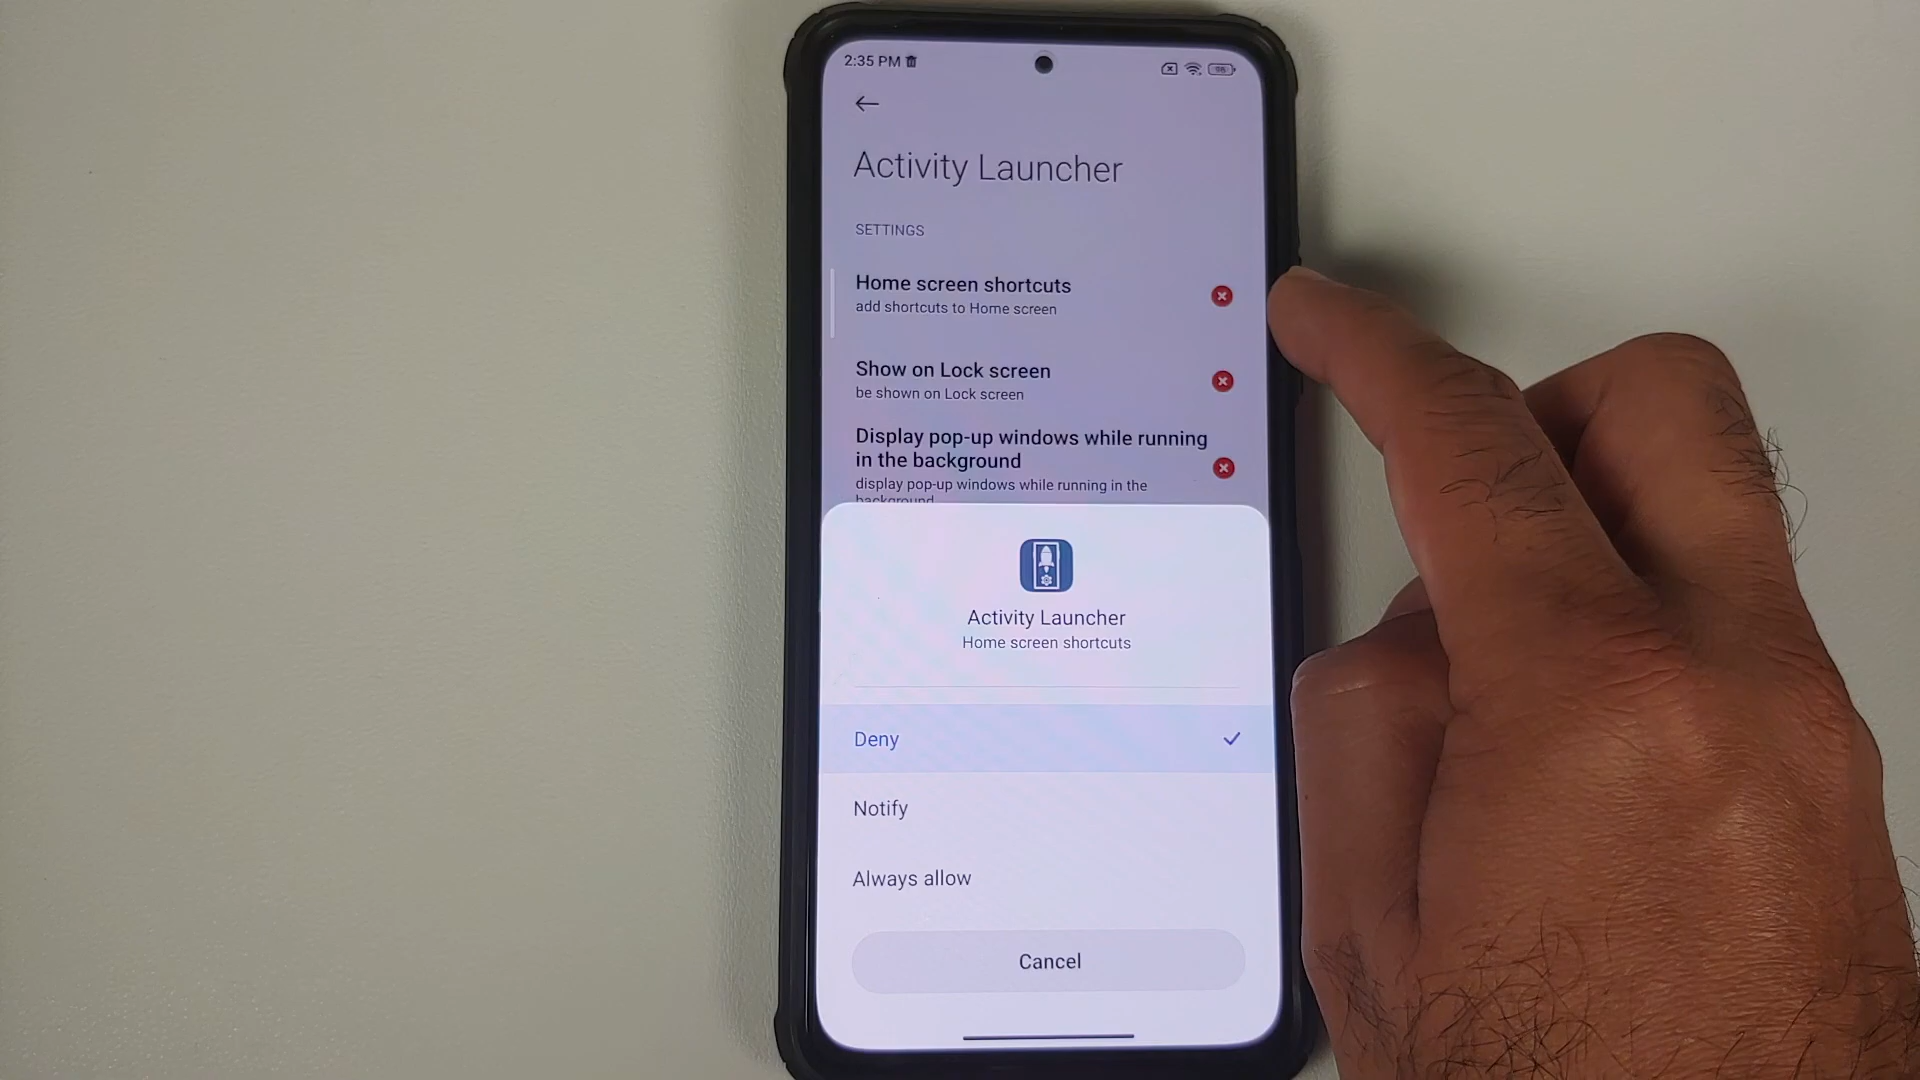 2:35 PM
Activity Launcher
SETTINGS
Home screen shortcuts
add shortcuts to Home screen
Show on Lock screen
be shown on Lock screen
Display pop-up windows while running
in the background
display pop-up windows while running in the
background
Activity Launcher
Home screen shortcuts
Deny
Notify
Always allow
Cancel